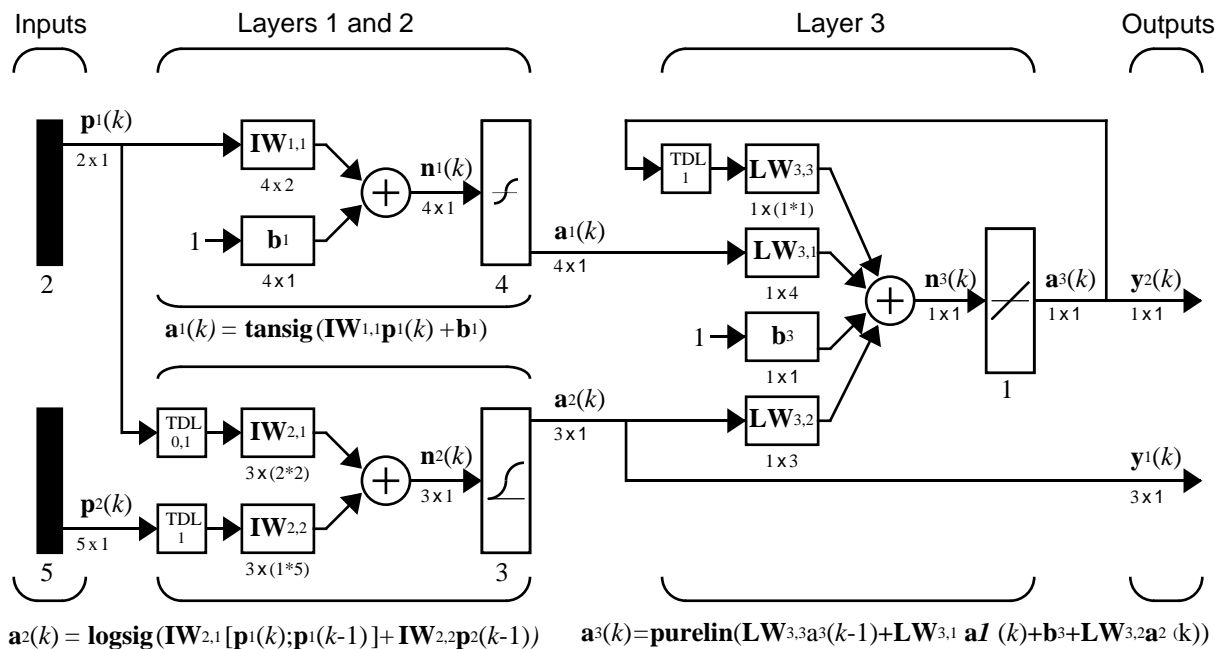 Inputs
Layers 1 and 2
Layer 3
Outputs
p1(k)
2 x 1
2
IW1,1
4 x 2
1
b1
4 x 1
n1(k)
4 x 1
4
a1(k)
4 x 1
a1(k) = tansig (IW1,1p1(k) +b1)
p2(k)
5 x 1
5
TDL
0,1
IW2,1
3 x (2*2)
TDL
1
IW2,2
3 x (1*5)
n2(k)
3 x 1
3
a2(k)
3 x 1
a2(k) = logsig (IW2,1 [p1(k);p1(k-1) ]+ IW2,2p2(k-1))
TDL
1
LW3,3
1 x (1*1)
LW3,1
1 x 4
1
b3
1 x 1
LW3,2
1 x 3
n3(k)
1 x 1
1
a3(k)
1 x 1
y2(k)
1 x 1
y1(k)
3 x 1
a3(k)=purelin(LW3,3a3(k-1)+LW3,1 a1 (k)+b3+LW3,2a2 (k))